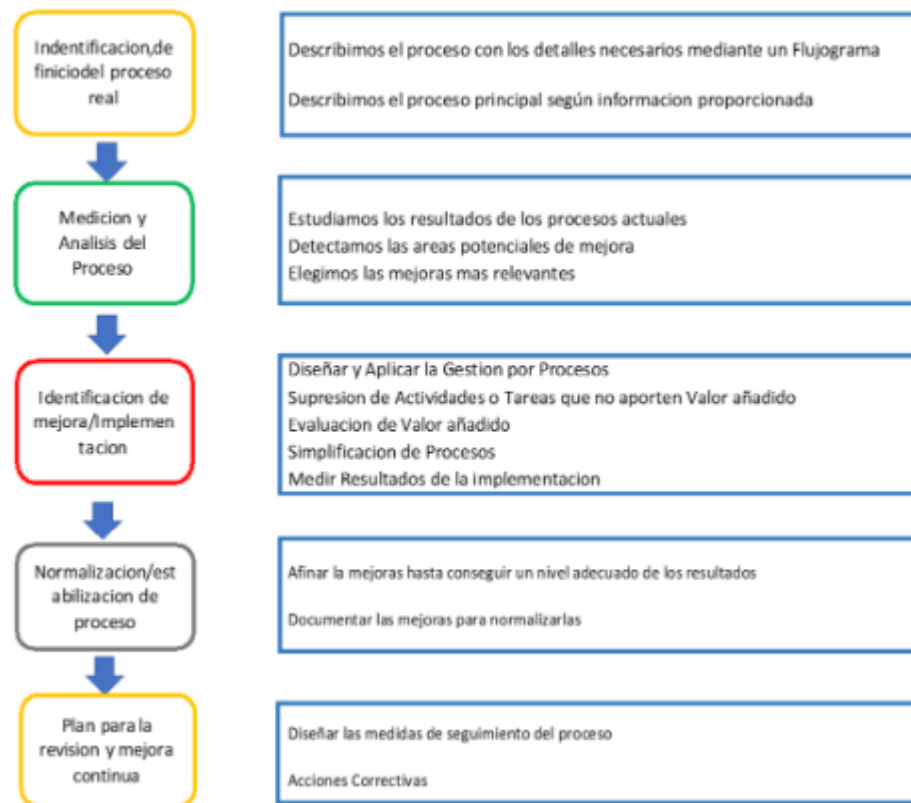 Indentificacion,de
finiciodel proceso
real
Describimos el proceso con los detalles necesarios mediante un Flujograma
Describimos el proceso principal según informacion proporcionada
Medicion y
Analisis del
Proceso
Estudiamos los resultados de los procesos actuales
Detectamos las areas potenciales de mejora
Elegimos las mejoras mas relevantes
Identificacion de
mejora/Implemen
tacion
Diseñar y Aplicar la Gestion por Procesos
Supresion de Actividades o Tareas que no aporten Valor añadido
Evaluacion de Valor añadido
Simplificacion de Procesos
Medir Resultados de la implementacion
Normalizacion/est
abilizacion de
proceso
Afinar la mejoras hasta conseguir un nivel adecuado de los resultados
Documentar las mejoras para normalizarlas
Plan para la
revision y mejora
continua
Diseñar las medidas de seguimiento del proceso
Acciones Correctivas